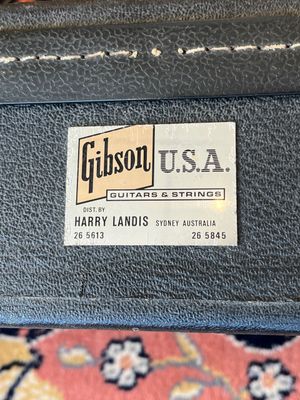 Gibson U.S.A.
GUITARS & STRINGS
DIST. BY
HARRY LANDIS SYDNEY AUSTRALIA
26 5613 26 5845